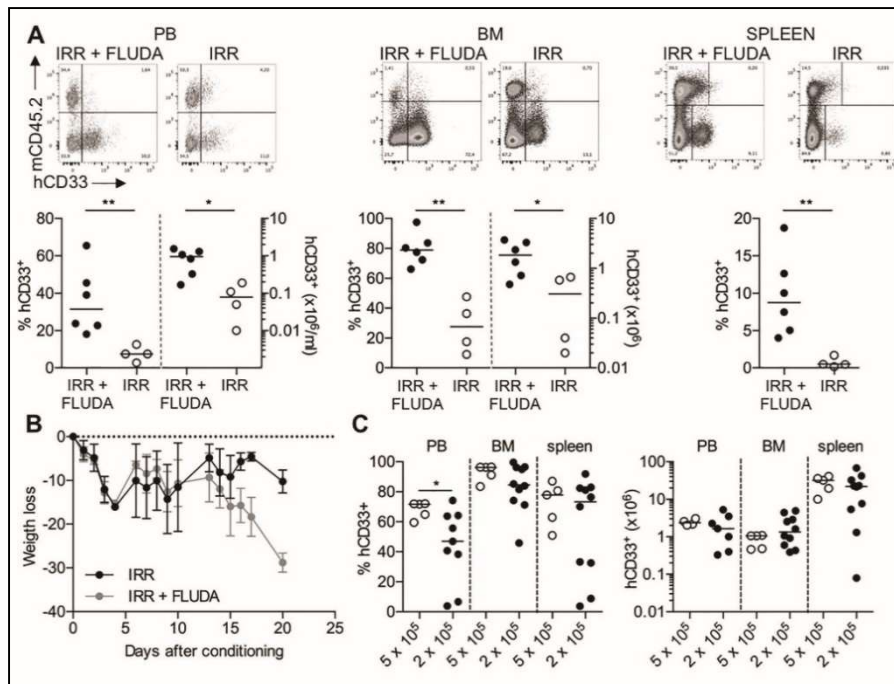 A
PB
IRR + FLUDA IRR
BM
IRR + FLUDA IRR
SPLEEN
IRR + FLUDA IRR
mCD45.2
hCD33
80
60
40
20
0
% hCD33⁺
**
*
10
1
0.1
0.01
hCD33⁺ (x10⁶/ml)
IRR + FLUDA
IRR
IRR + FLUDA
IRR
100
80
60
40
20
0
% hCD33⁺
**
*
10
1
0.1
0.01
hCD33⁺ (x10⁶)
IRR + FLUDA
IRR
IRR + FLUDA
IRR
20
15
10
5
0
% hCD33⁺
**
IRR + FLUDA
IRR
B
0
-10
-20
-30
-40
Weigth loss
IRR
IRR + FLUDA
0 5 10 15 20 25
Days after conditioning
C
PB BM spleen
100
80
60
40
20
0
% hCD33+
*
5 x 10⁵
2 x 10⁵
5 x 10⁵
2 x 10⁵
5 x 10⁵
2 x 10⁵
PB BM spleen
100
10
1
0.1
0.01
hCD33⁺ (x10⁶)
5 x 10⁵
2 x 10⁵
5 x 10⁵
2 x 10⁵
5 x 10⁵
2 x 10⁵